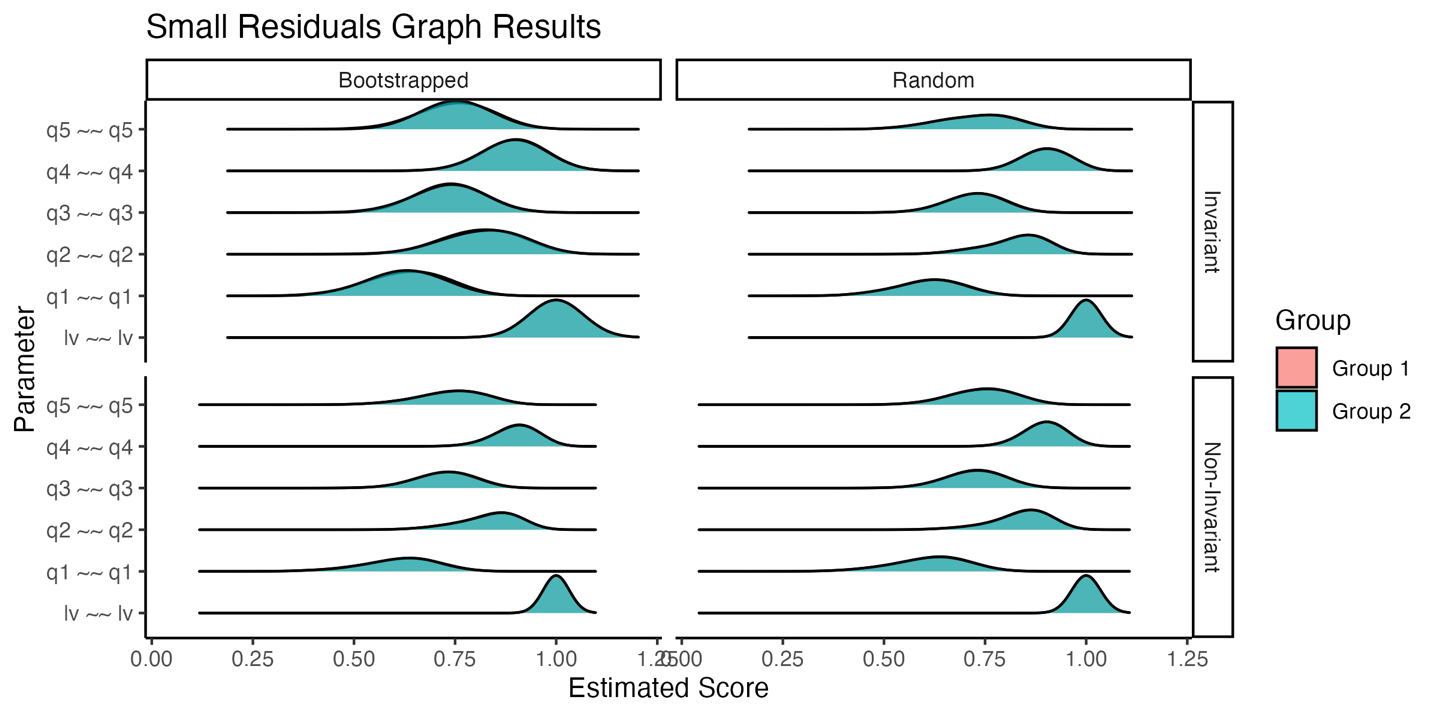 Small Residuals Graph Results
Bootstrapped
Random
Parameter
q5 ~~ q5
q4 ~~ q4
q3 ~~ q3
q2 ~~ q2
q1 ~~ q1
lv ~~ lv
Invariant
q5 ~~ q5
q4 ~~ q4
q3 ~~ q3
q2 ~~ q2
q1 ~~ q1
lv ~~ lv
Non-Invariant
0.00 0.25 0.50 0.75 1.00 1.25
0.00 0.25 0.50 0.75 1.00 1.25
Estimated Score
Group
Group 1
Group 2